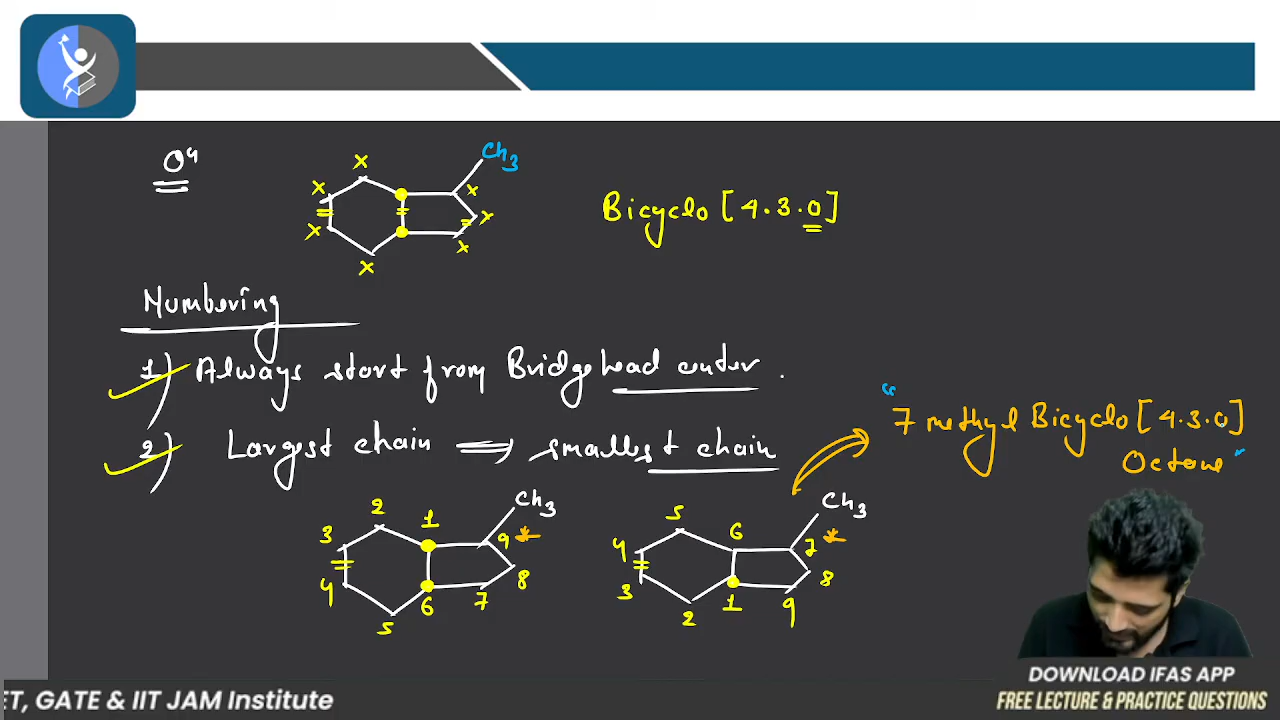 Q4
x
x
x
x
CH3
x
x
x
Bicyclo [4.3.0]
Numbering
1) Always start from Bridgehead center.
2) Largest chain ⇒ smallest chain
"7 methyl Bicyclo [4.3.0]
Octane"
1
2
3
4
5
6
7
8
9
CH3
*
1
2
3
4
5
6
7
8
9
CH3
*
ET, GATE & IIT JAM Institute
DOWNLOAD IFAS APP
FREE LECTURE & PRACTICE QUESTIONS